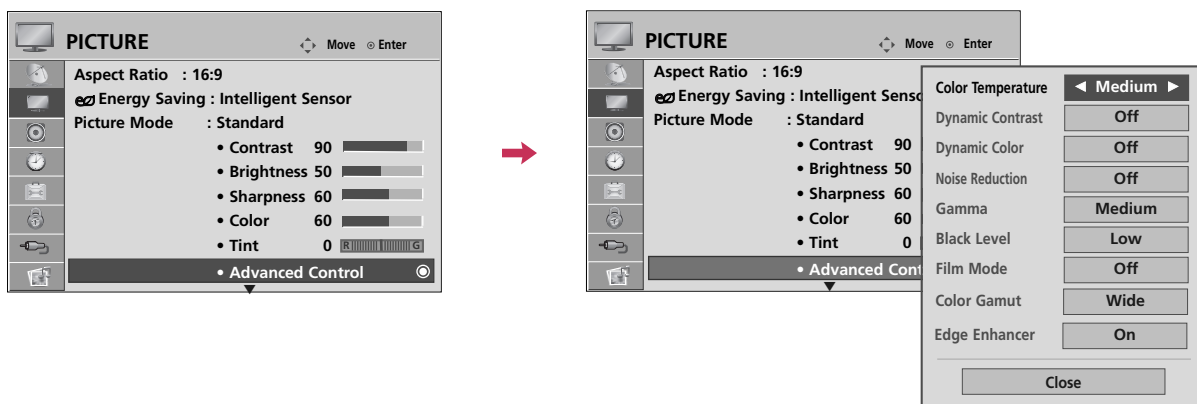 PICTURE
Move Enter
Aspect Ratio : 16:9
Energy Saving : Intelligent Sensor
Picture Mode : Standard
• Contrast 90
• Brightness 50
• Sharpness 60
• Color 60
• Tint 0 R G
• Advanced Control
PICTURE
Move Enter
Aspect Ratio : 16:9
Energy Saving : Intelligent Senso
Picture Mode : Standard
• Contrast 90
• Brightness 50
• Sharpness 60
• Color 60
• Tint 0
• Advanced Cont
Color Temperature ◀ Medium ▶
Dynamic Contrast Off
Dynamic Color Off
Noise Reduction Off
Gamma Medium
Black Level Low
Film Mode Off
Color Gamut Wide
Edge Enhancer On
Close